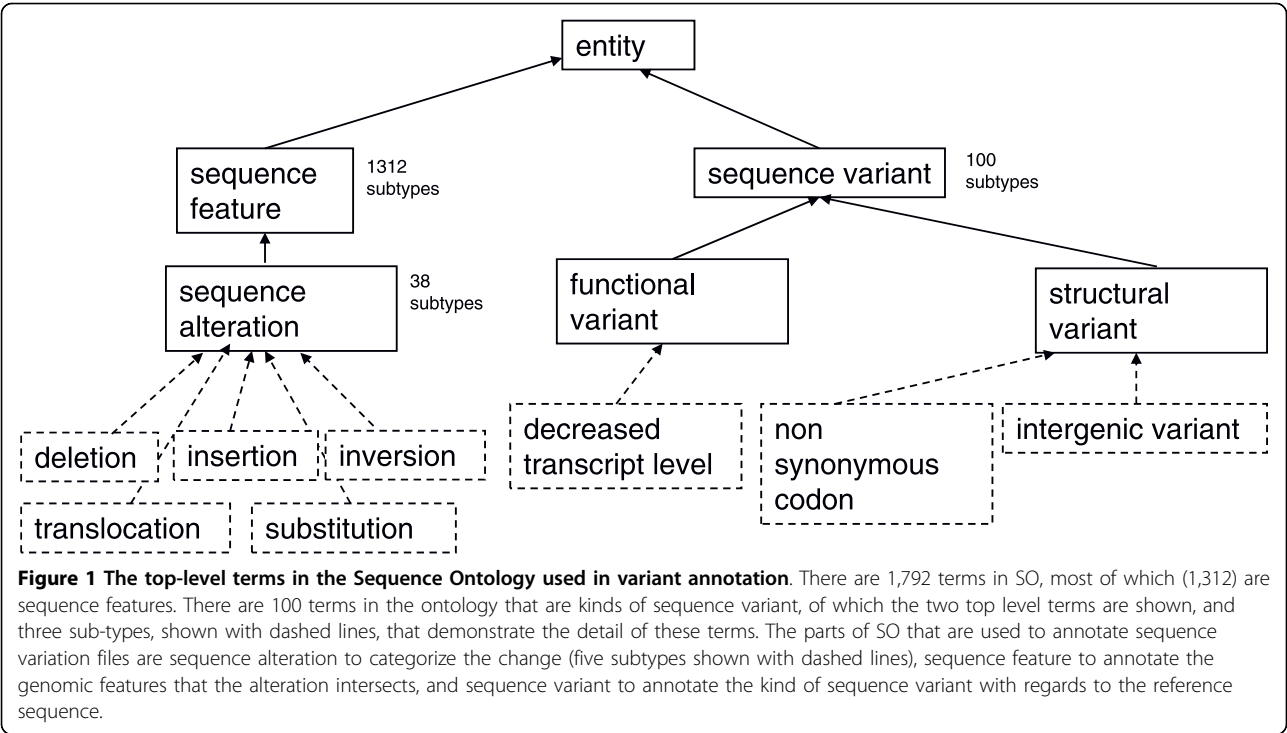 entity
sequence
feature
1312
subtypes
sequence variant
100
subtypes
sequence
alteration
38
subtypes
functional
variant
structural
variant
deletion
insertion
inversion
translocation
substitution
decreased
transcript level
non
synonymous
codon
intergenic variant
Figure 1 The top-level terms in the Sequence Ontology used in variant annotation. There are 1,792 terms in SO, most of which (1,312) are
sequence features. There are 100 terms in the ontology that are kinds of sequence variant, of which the two top level terms are shown, and
three sub-types, shown with dashed lines, that demonstrate the detail of these terms. The parts of SO that are used to annotate sequence
variation files are sequence alteration to categorize the change (five subtypes shown with dashed lines), sequence feature to annotate the
genomic features that the alteration intersects, and sequence variant to annotate the kind of sequence variant with regards to the reference
sequence.